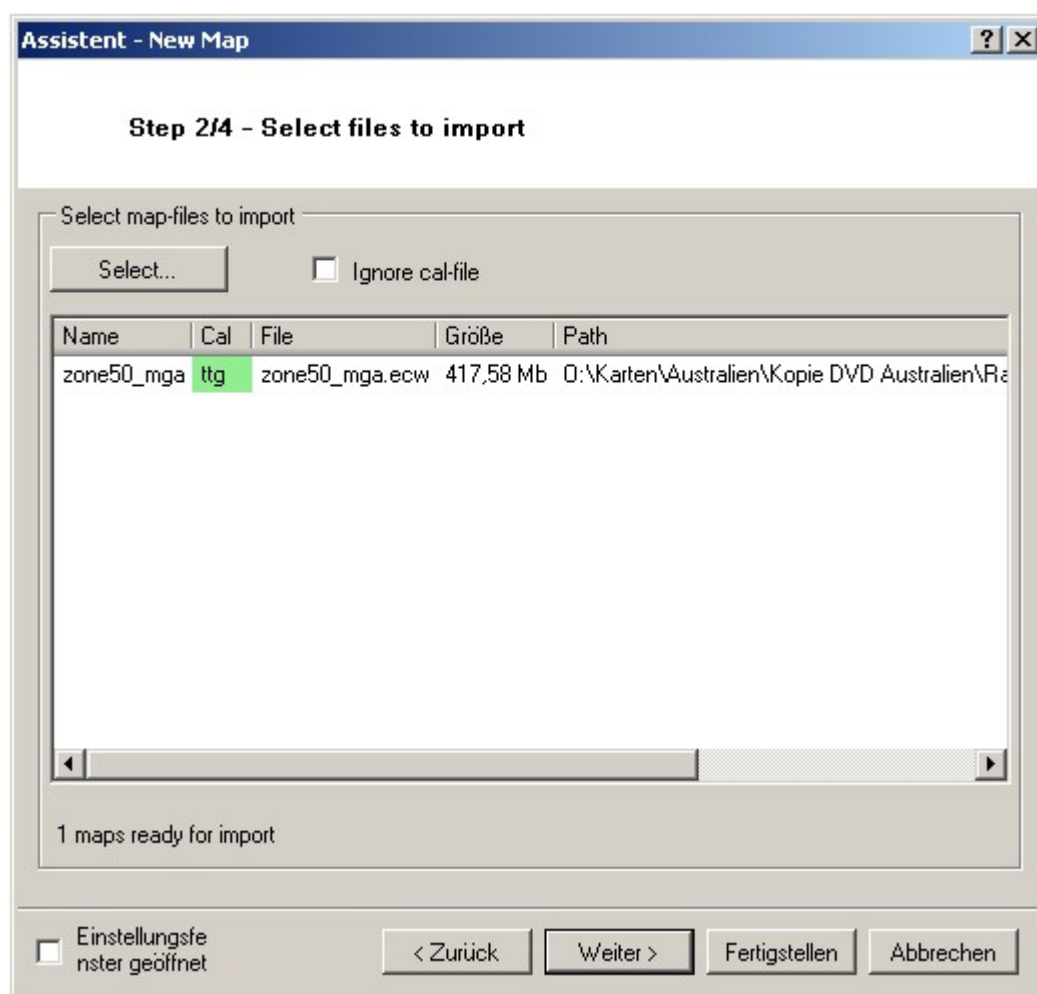 Assistent - New Map
Step 2/4 - Select files to import
Select map-files to import
Select... Ignore cal-file
Name Cal File Größe Path
zone50_mga ttg zone50_mga.ecw 417,58 Mb O:\Karten\Australien\Kopie DVD Australien\Ra
1 maps ready for import
Einstellungsfe
nster geöffnet
< Zurück Weiter > Fertigstellen Abbrechen